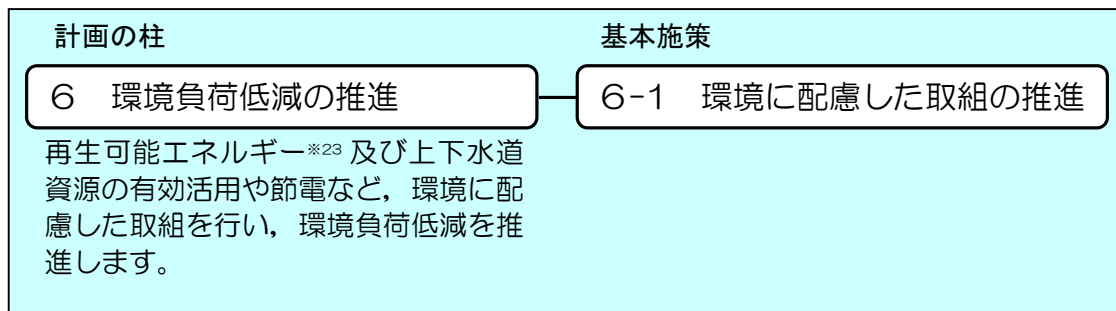 計画の柱
基本施策
6 環境負荷低減の推進
6-1 環境に配慮した取組の推進
再生可能エネルギー※23 及び上下水道
資源の有効活用や節電など，環境に配
慮した取組を行い，環境負荷低減を推
進します。